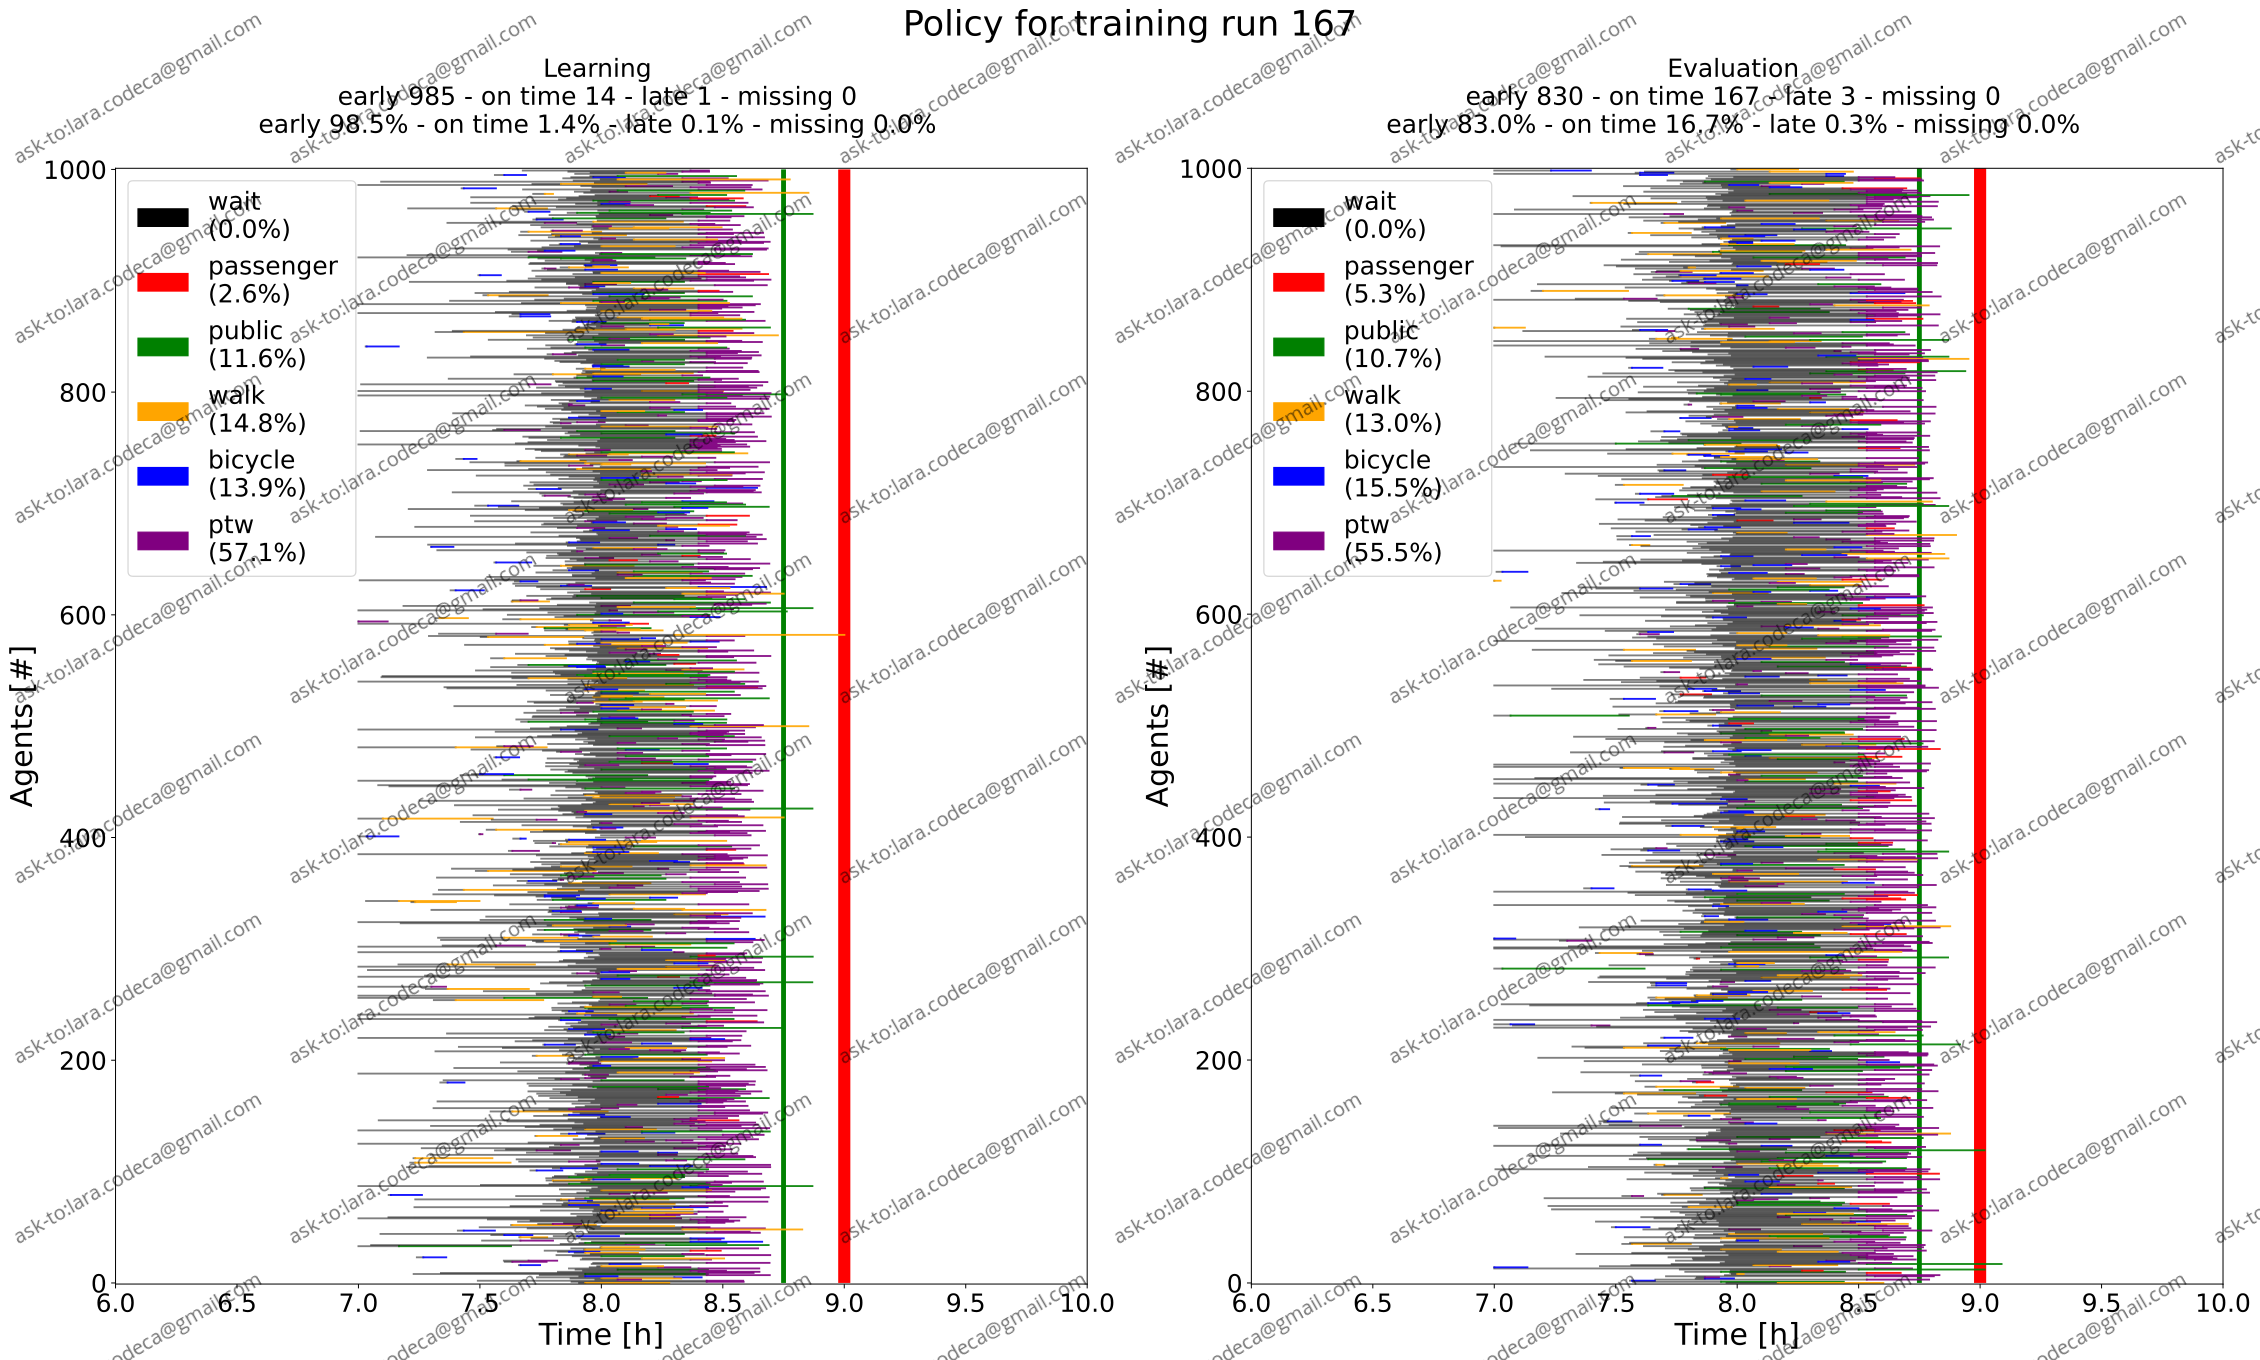 Policy for training run 167
Learning
early 985 - on time 14 - late 1 - missing 0
early 98.5% - on time 1.4% - late 0.1% - missing 0.0%
1000
800
600
400
200
0
Agents [#]
wait
(0.0%)
passenger
(2.6%)
public
(11.6%)
walk
(14.8%)
bicycle
(13.9%)
ptw
(57.1%)
6.0 6.5 7.0 7.5 8.0 8.5 9.0 9.5 10.0
Time [h]
Evaluation
early 830 - on time 167 - late 3 - missing 0
early 83.0% - on time 16.7% - late 0.3% - missing 0.0%
1000
800
600
400
200
0
Agents [#]
wait
(0.0%)
passenger
(5.3%)
public
(10.7%)
walk
(13.0%)
bicycle
(15.5%)
ptw
(55.5%)
6.0 6.5 7.0 7.5 8.0 8.5 9.0 9.5 10.0
Time [h]
ask-to:lara.codeca@gmail.com